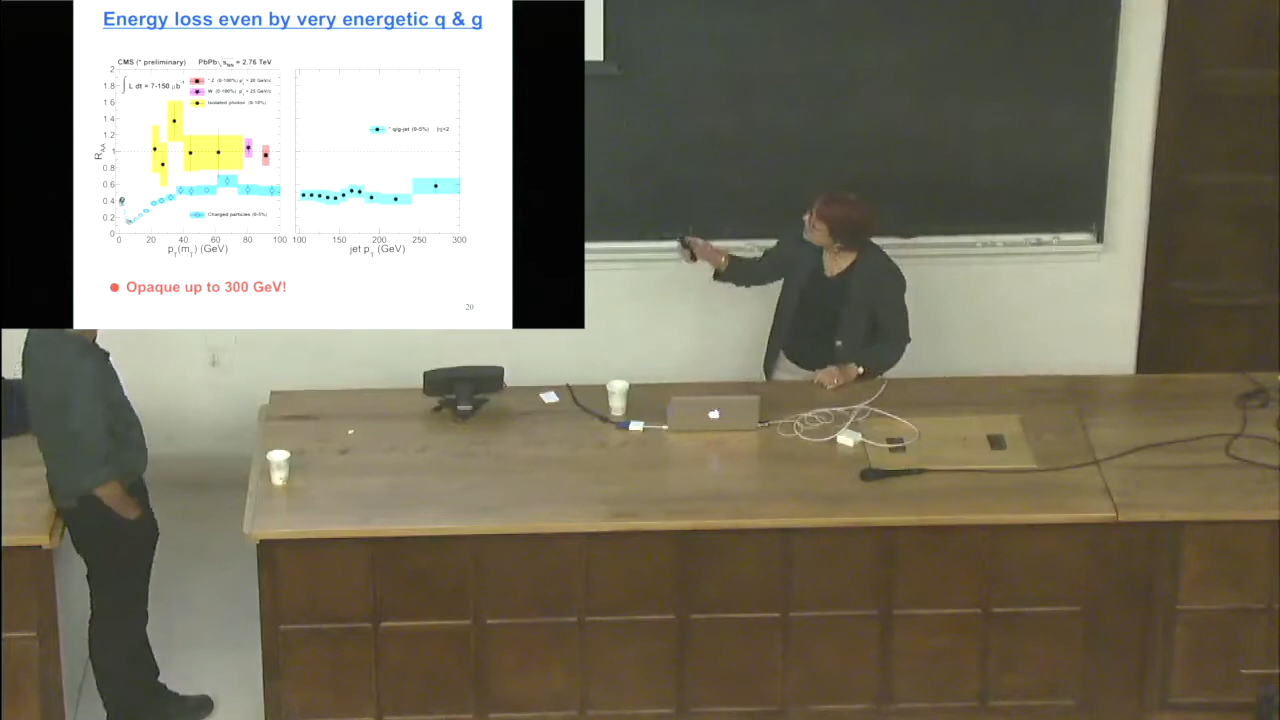 Energy loss even by very energetic q & g
CMS (* preliminary) PbPb √sNN = 2.76 TeV
∫ L dt = 7-150 μb-1
* Z (0-100%) pT > 20 GeV/c
W (0-100%) pT > 25 GeV/c
Isolated photon (0-10%)
Charged particles (0-5%)
RAA
2
1.8
1.6
1.4
1.2
1
0.8
0.6
0.4
0.2
0
0 20 40 60 80 100
pT(mT) (GeV)
* q/g-jet (0-5%) |η|<2
100 150 200 250 300
jet pT (GeV)
Opaque up to 300 GeV!
20